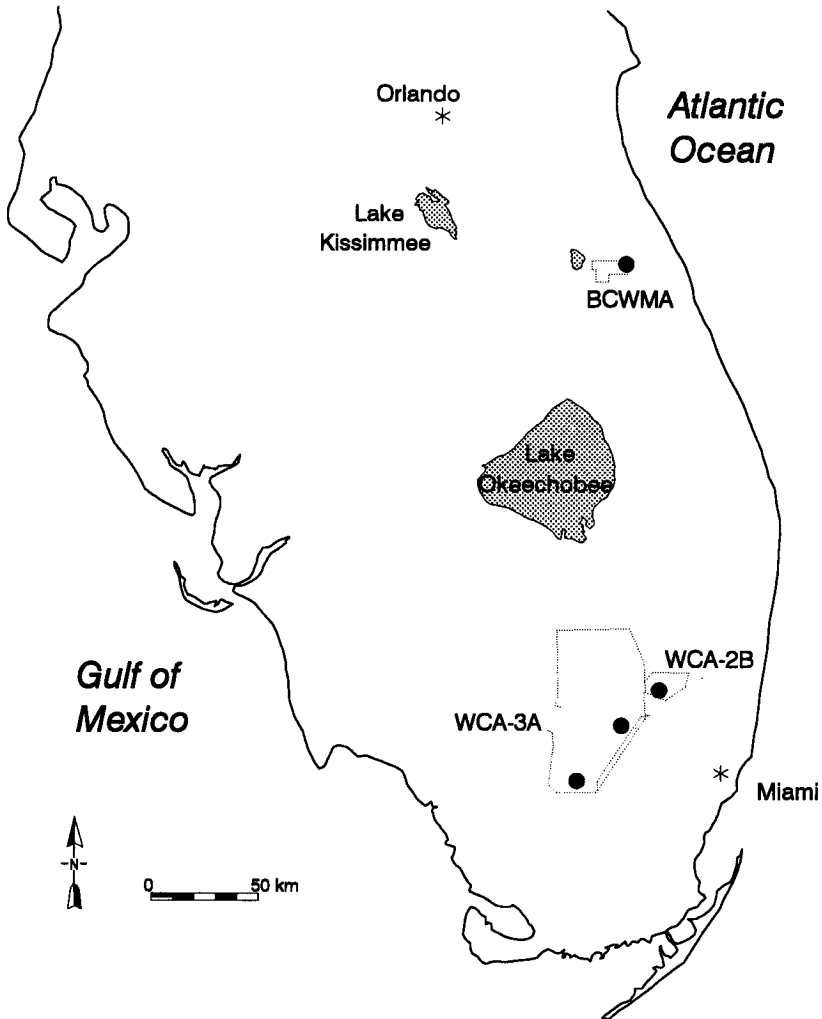 Orlando
Atlantic
Ocean
Lake
Kissimmee
BCWMA
Lake
Okeechobee
WCA-2B
Gulf of
Mexico
WCA-3A
Miami
-N-
0 50 km